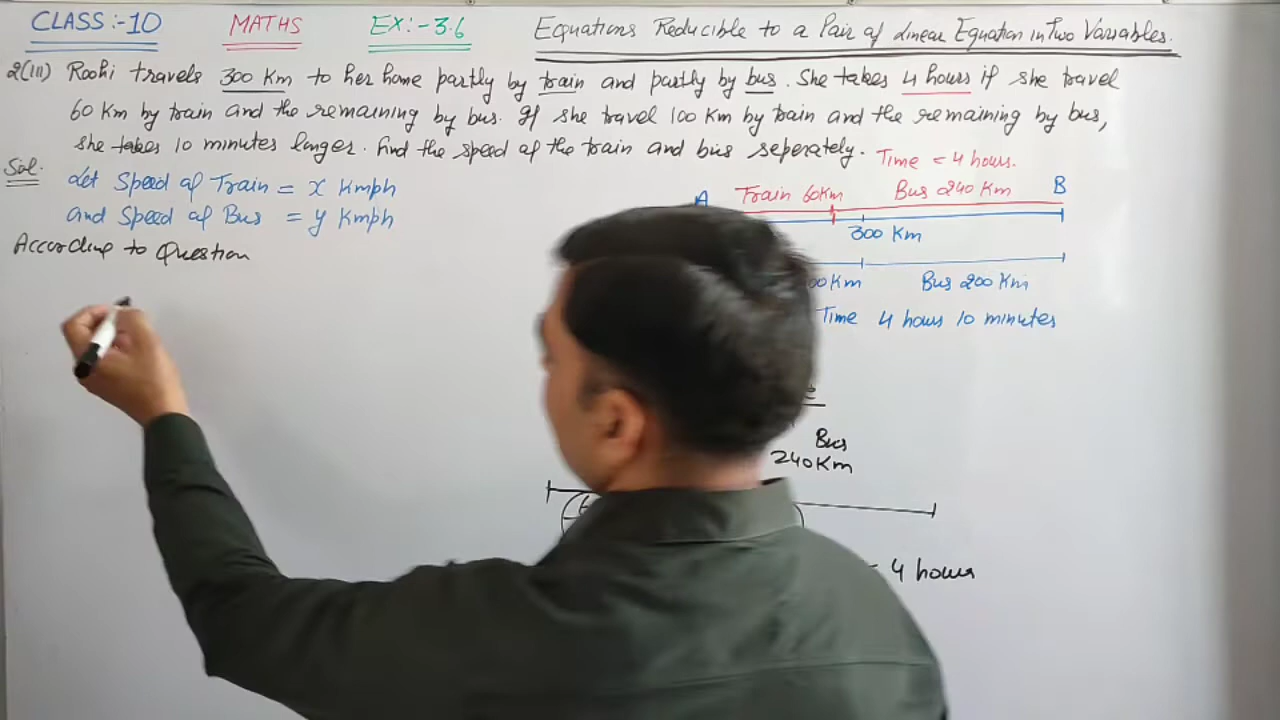 CLASS :- 10 MATHS EX :- 3.6 Equations Reducible to a Pair of Linear Equation in Two Variables.
2(iii) Roohi travels 300 Km to her home partly by train and partly by bus. She takes 4 hours if she travel
60 Km by train and the remaining by bus. If she travel 100 Km by train and the remaining by bus,
she takes 10 minutes longer. find the speed of the train and bus seperately.
Time = 4 hours.
Sol.
Let Speed of Train = x Kmph
and Speed of Bus = y Kmph
According to Question
A Train 60Km Bus 240 Km B
300 Km
00 Km Bus 200 Km
Time 4 hours 10 minutes
Bus
240Km
= 4 hours